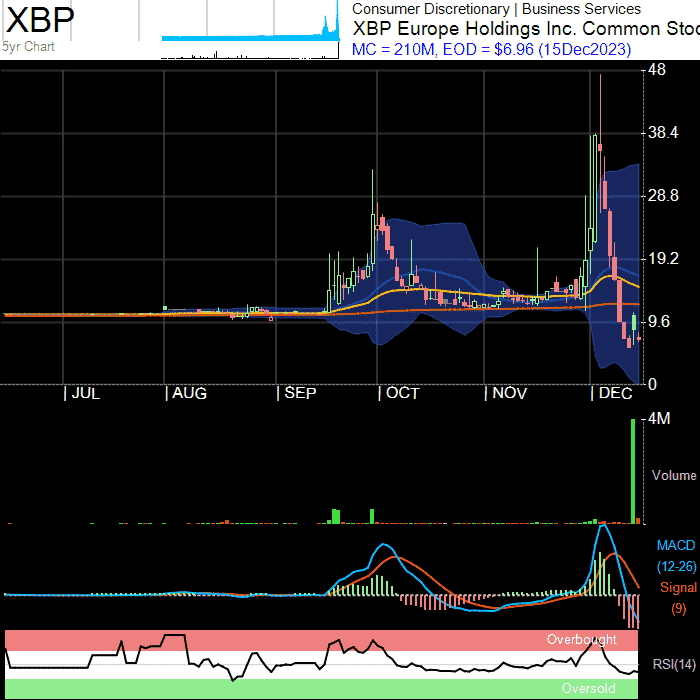 XBP
5yr Chart
Consumer Discretionary | Business Services
XBP Europe Holdings Inc. Common Stoc
MC = 210M, EOD = $6.96 (15Dec2023)
48
38.4
28.8
19.2
9.6
0
| JUL | AUG | SEP | OCT | NOV | DEC
4M
Volume
MACD
(12-26)
Signal
(9)
Overbought
RSI(14)
Oversold